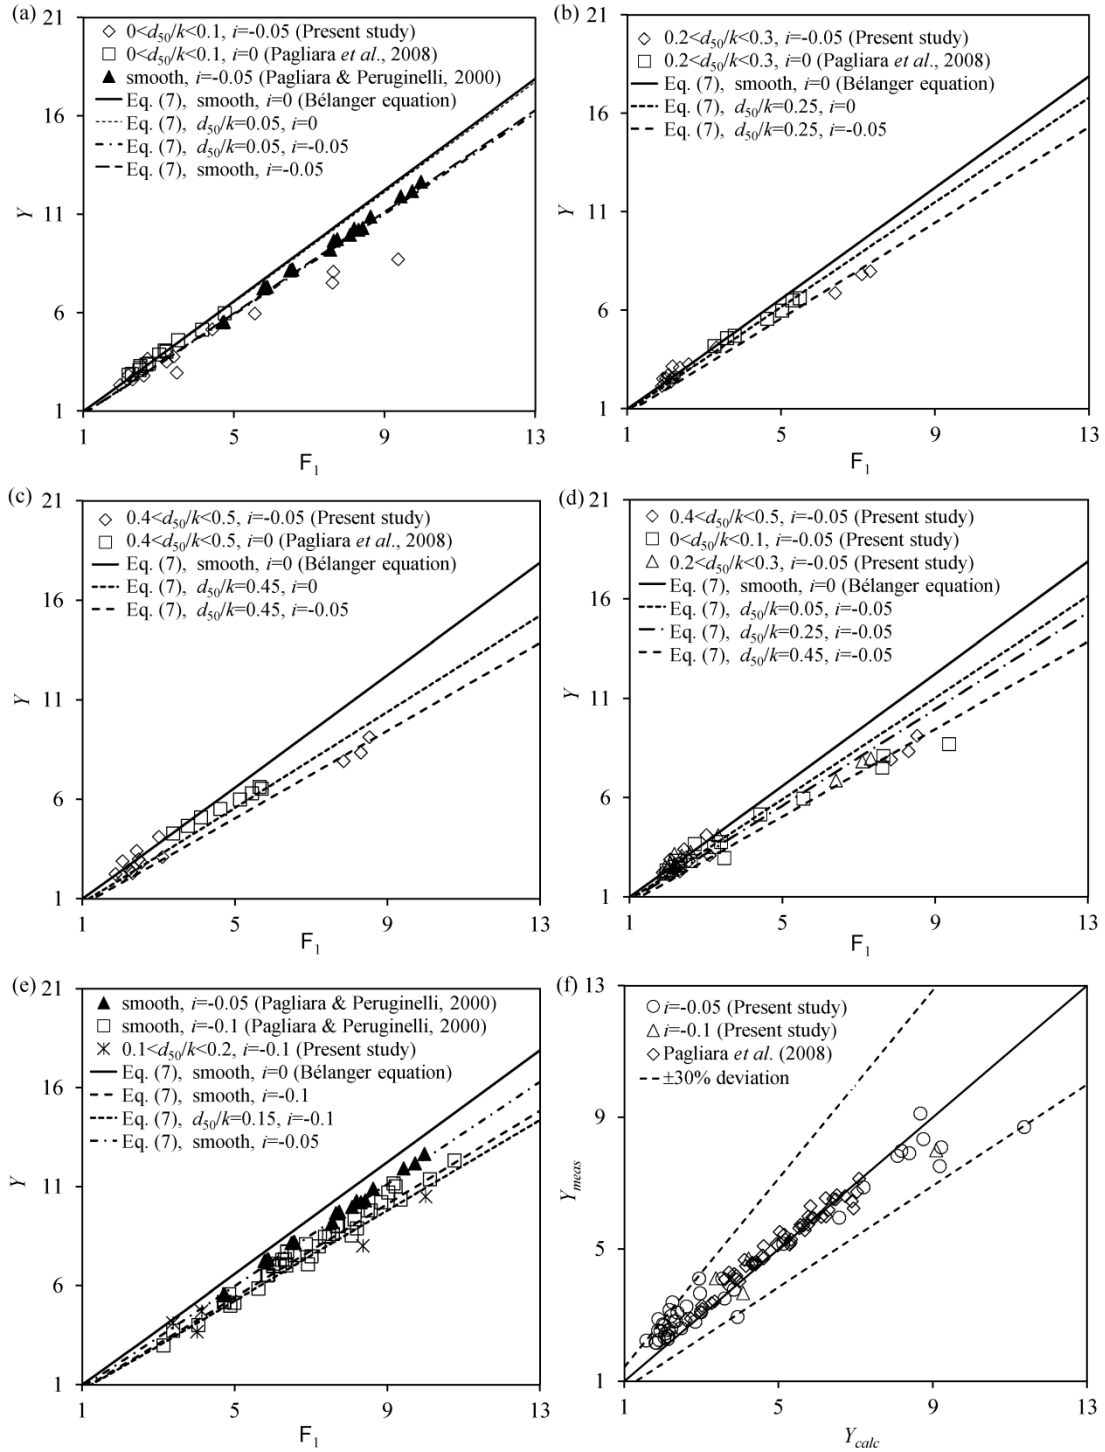 (a)
21
16
11
6
1
Y
◇ 0<d50/k<0.1, i=-0.05 (Present study)
□ 0<d50/k<0.1, i=0 (Pagliara et al., 2008)
▲ smooth, i=-0.05 (Pagliara & Peruginelli, 2000)
Eq. (7), smooth, i=0 (Bélanger equation)
Eq. (7), d50/k=0.05, i=0
Eq. (7), d50/k=0.05, i=-0.05
Eq. (7), smooth, i=-0.05
1 5 9 13
F1
(b)
21
16
11
6
1
Y
◇ 0.2<d50/k<0.3, i=-0.05 (Present study)
□ 0.2<d50/k<0.3, i=0 (Pagliara et al., 2008)
Eq. (7), smooth, i=0 (Bélanger equation)
Eq. (7), d50/k=0.25, i=0
Eq. (7), d50/k=0.25, i=-0.05
1 5 9 13
F1
(c)
21
16
11
6
1
Y
◇ 0.4<d50/k<0.5, i=-0.05 (Present study)
□ 0.4<d50/k<0.5, i=0 (Pagliara et al., 2008)
Eq. (7), smooth, i=0 (Bélanger equation)
Eq. (7), d50/k=0.45, i=0
Eq. (7), d50/k=0.45, i=-0.05
1 5 9 13
F1
(d)
21
16
11
6
1
Y
◇ 0.4<d50/k<0.5, i=-0.05 (Present study)
□ 0<d50/k<0.1, i=-0.05 (Present study)
△ 0.2<d50/k<0.3, i=-0.05 (Present study)
Eq. (7), smooth, i=0 (Bélanger equation)
Eq. (7), d50/k=0.05, i=-0.05
Eq. (7), d50/k=0.25, i=-0.05
Eq. (7), d50/k=0.45, i=-0.05
1 5 9 13
F1
(e)
21
16
11
6
1
Y
▲ smooth, i=-0.05 (Pagliara & Peruginelli, 2000)
□ smooth, i=-0.1 (Pagliara & Peruginelli, 2000)
0.1<d50/k<0.2, i=-0.1 (Present study)
Eq. (7), smooth, i=0 (Bélanger equation)
Eq. (7), smooth, i=-0.1
Eq. (7), d50/k=0.15, i=-0.1
Eq. (7), smooth, i=-0.05
1 5 9 13
F1
(f)
13
9
5
1
Ymeas
○ i=-0.05 (Present study)
△ i=-0.1 (Present study)
◇ Pagliara et al. (2008)
±30% deviation
1 5 9 13
Ycalc